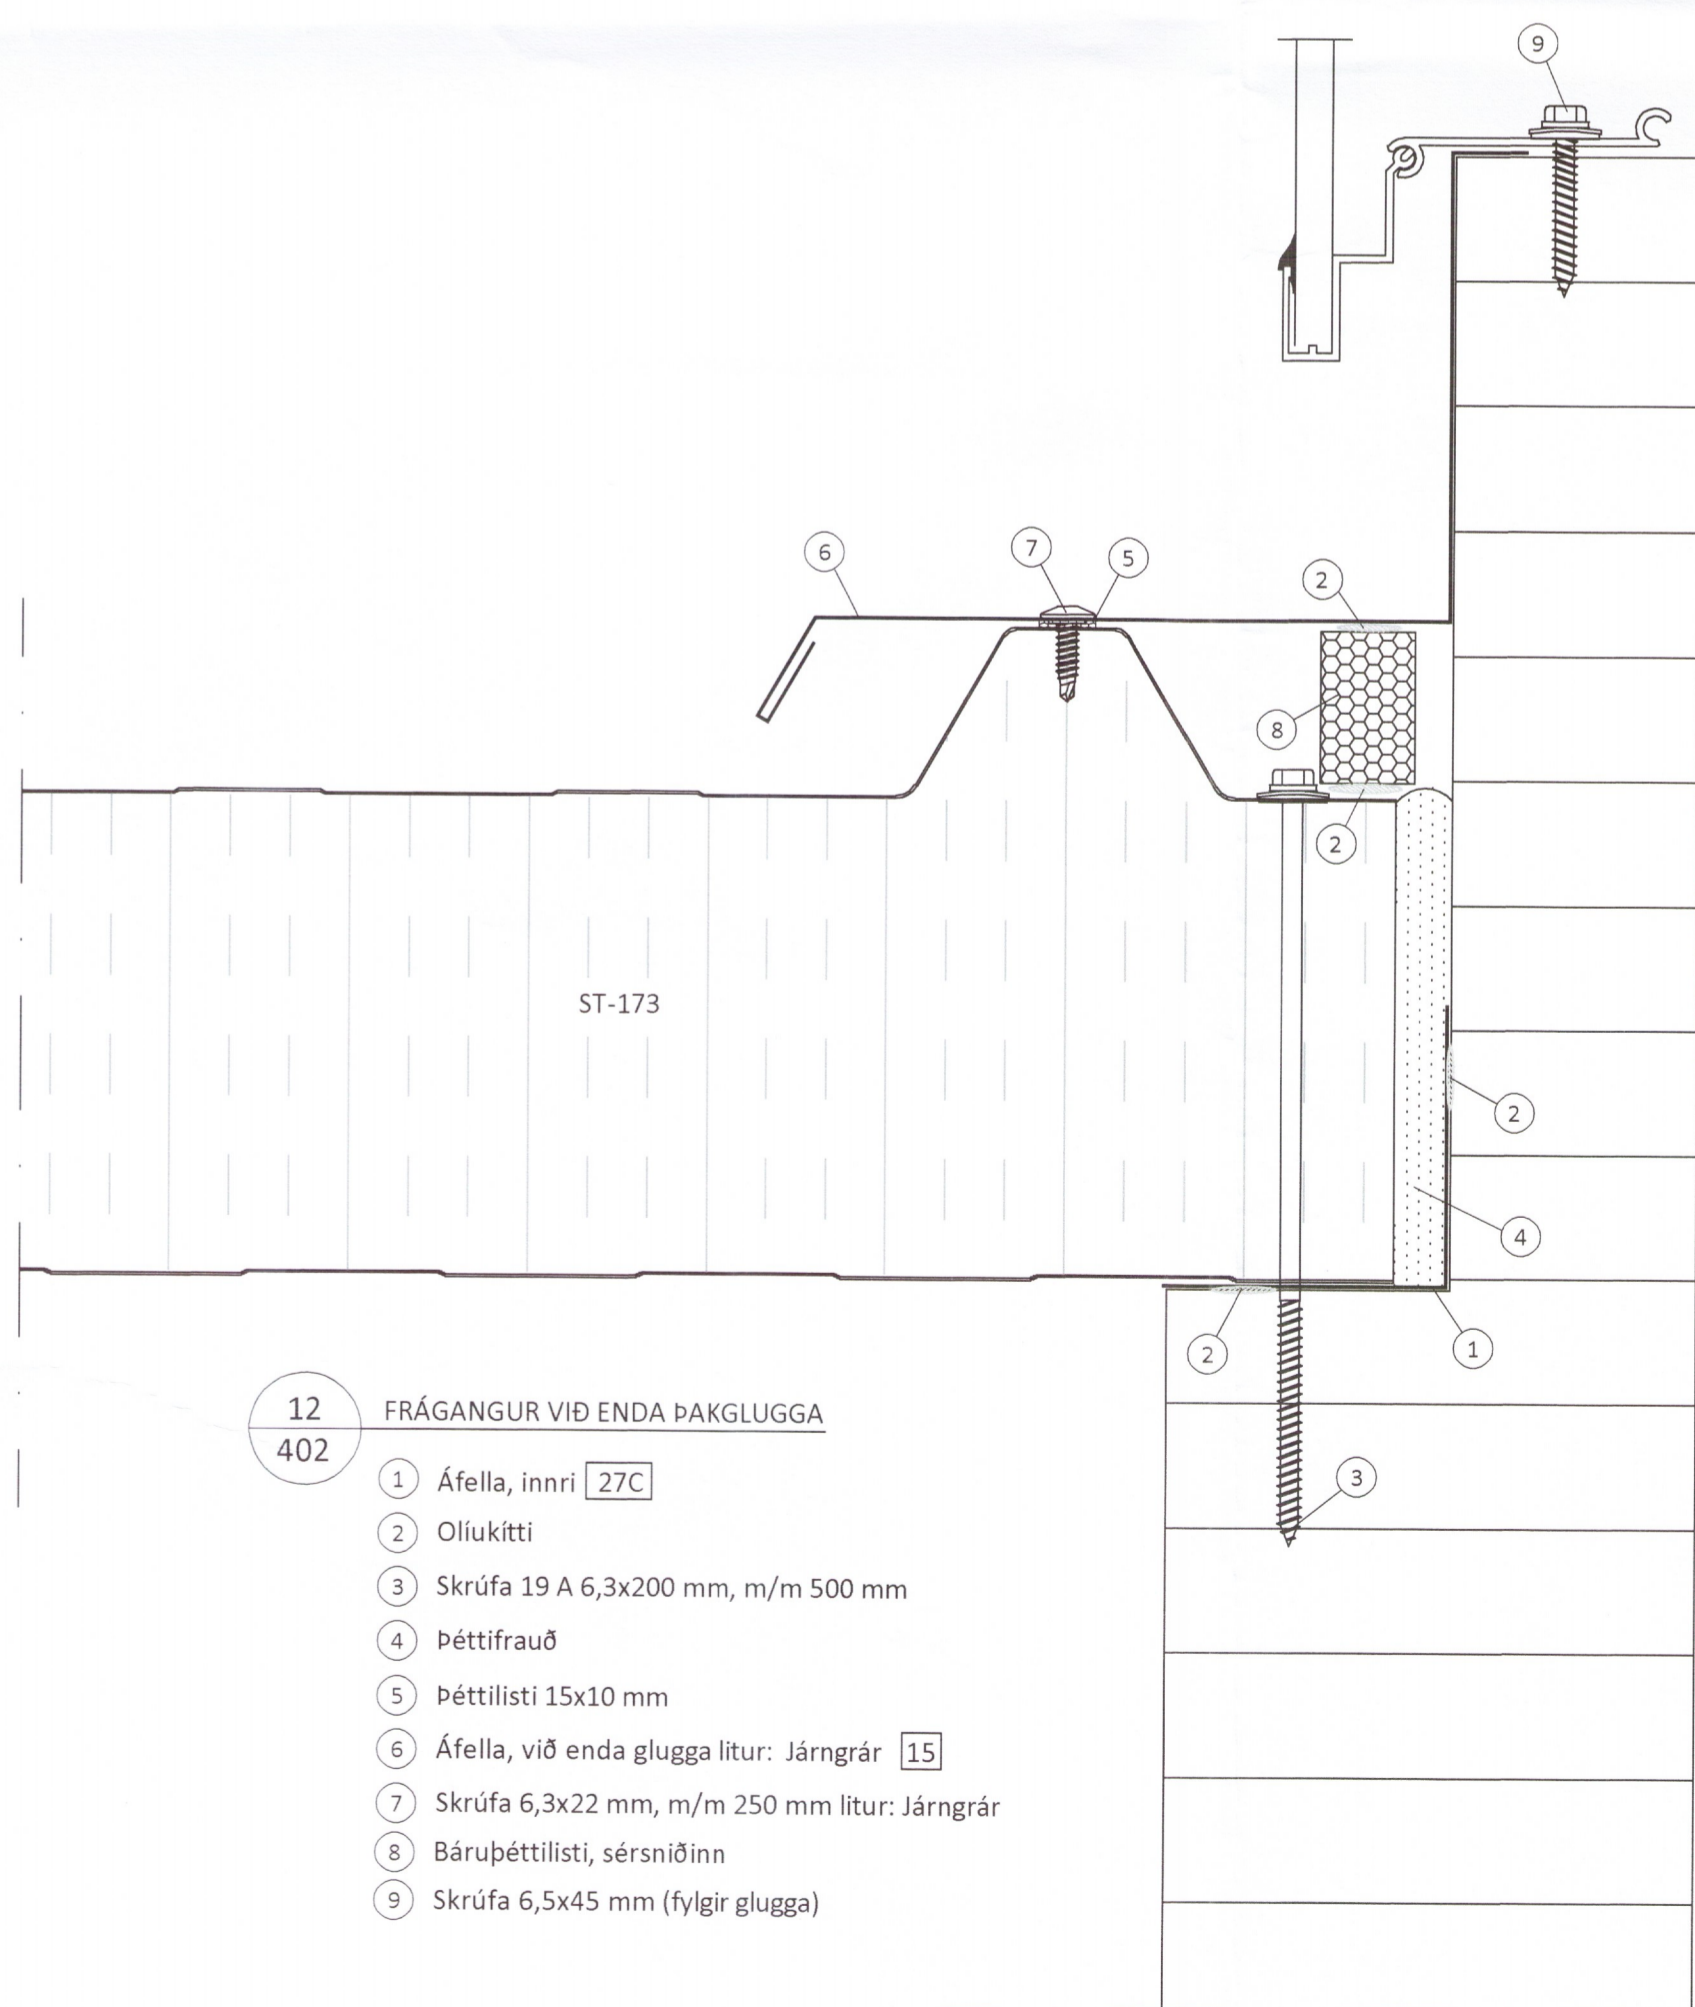 9
6
7
5
2
8
2
ST-173
2
4
2
1
3
12
402
FRÁGANGUR VIÐ ENDA ÞAKGLUGGA
1 Áfella, innri 27C
2 Olíukítti
3 Skrúfa 19 A 6,3x200 mm, m/m 500 mm
4 Þéttifrauð
5 Þéttilisti 15x10 mm
6 Áfella, við enda glugga litur: Járngrár 15
7 Skrúfa 6,3x22 mm, m/m 250 mm litur: Járngrár
8 Báruþéttilisti, sérsniðinn
9 Skrúfa 6,5x45 mm (fylgir glugga)